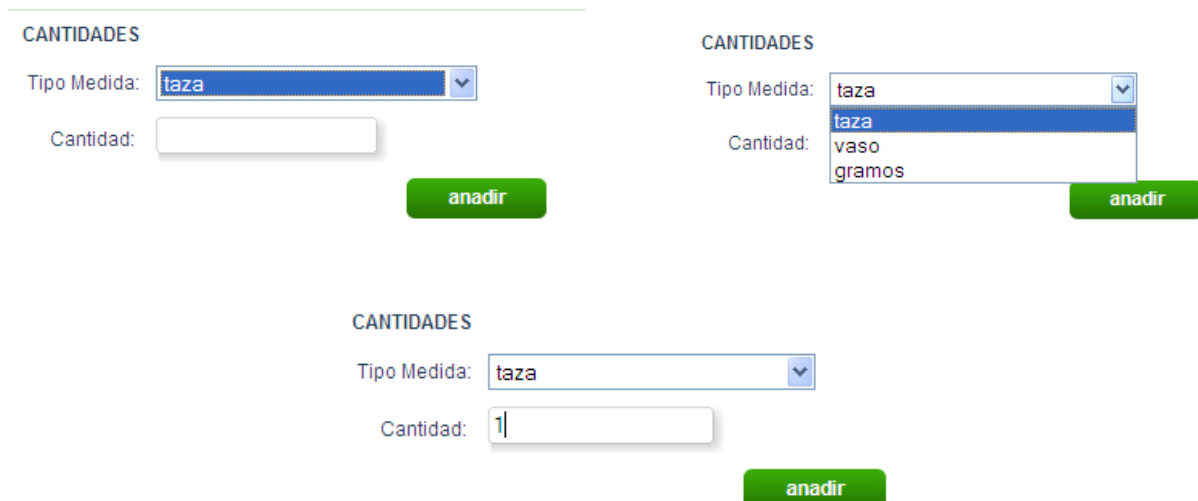 CANTIDADES
Tipo Medida: taza
Cantidad:
anadir
CANTIDADES
Tipo Medida: taza
taza
Cantidad: vaso
gramos
anadir
CANTIDADES
Tipo Medida: taza
Cantidad: 1
anadir